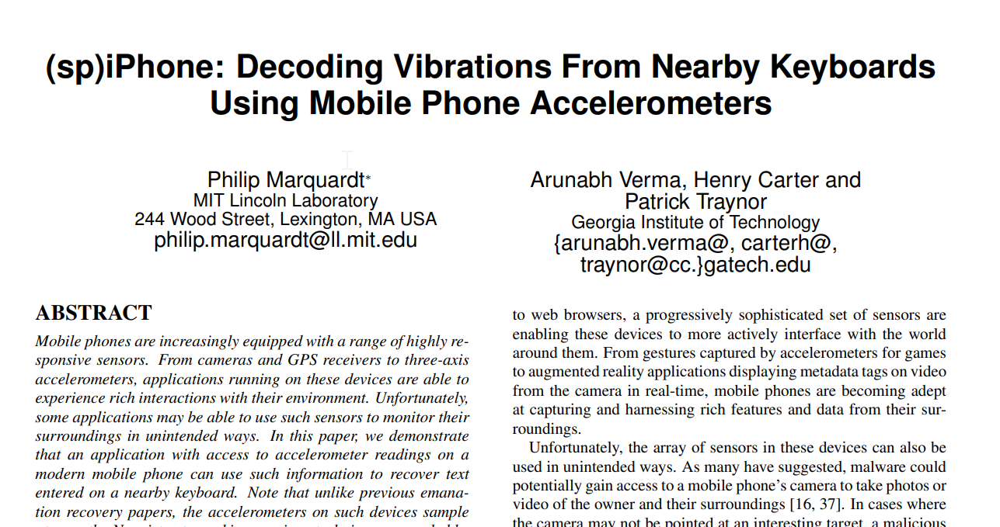 (sp)iPhone: Decoding Vibrations From Nearby Keyboards
Using Mobile Phone Accelerometers
Philip Marquardt*
MIT Lincoln Laboratory
244 Wood Street, Lexington, MA USA
philip.marquardt@ll.mit.edu
Arunabh Verma, Henry Carter and
Patrick Traynor
Georgia Institute of Technology
{arunabh.verma@, carterh@,
traynor@cc.}gatech.edu
ABSTRACT
Mobile phones are increasingly equipped with a range of highly re-
sponsive sensors. From cameras and GPS receivers to three-axis
accelerometers, applications running on these devices are able to
experience rich interactions with their environment. Unfortunately,
some applications may be able to use such sensors to monitor their
surroundings in unintended ways. In this paper, we demonstrate
that an application with access to accelerometer readings on a
modern mobile phone can use such information to recover text
entered on a nearby keyboard. Note that unlike previous emana-
tion recovery papers, the accelerometers on such devices sample
to web browsers, a progressively sophisticated set of sensors are
enabling these devices to more actively interface with the world
around them. From gestures captured by accelerometers for games
to augmented reality applications displaying metadata tags on video
from the camera in real-time, mobile phones are becoming adept
at capturing and harnessing rich features and data from their sur-
roundings.
Unfortunately, the array of sensors in these devices can also be
used in unintended ways. As many have suggested, malware could
potentially gain access to a mobile phone's camera to take photos or
video of the owner and their surroundings [16, 37]. In cases where
the camera may not be pointed at an interesting target, a malicious